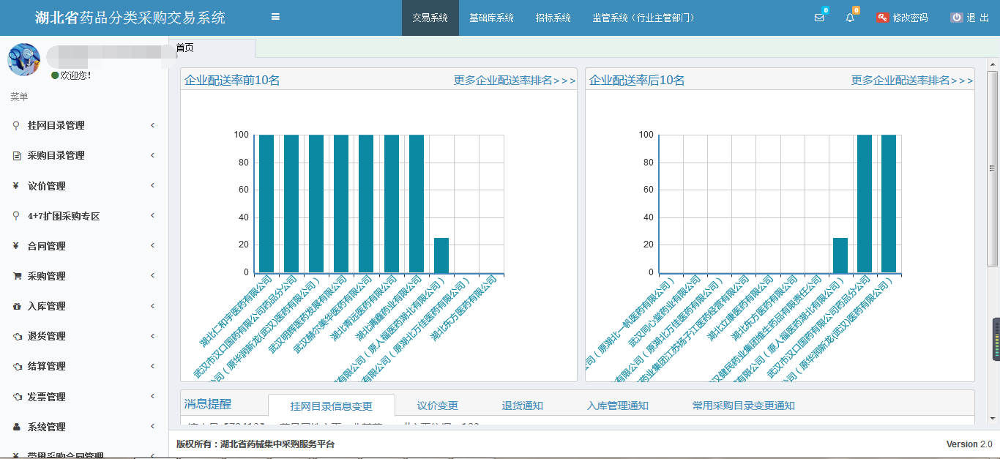 湖北省药品分类采购交易系统
交易系统 基础库系统 招标系统 监管系统（行业主管部门）
0 0 修改密码 退 出
欢迎您!
菜单
挂网目录管理
采购目录管理
议价管理
4+7扩围采购专区
合同管理
采购管理
入库管理
退货管理
结算管理
发票管理
系统管理
带量采购合同管理
首页
企业配送率前10名 更多企业配送率排名>>>
100
80
60
40
20
0
湖北仁和宇医药有限公司
武汉市汉口国药有限公司药品分公司
公司（原华润新龙(武汉)医药有限公司）
武汉明辉医药发展有限公司
武汉赫尔美华医药有限公司
湖北青远医药有限公司
湖北浦鑫药业有限公司
有限公司（原人福医药湖北有限公司）
有限公司（原湖北万佳医药有限公司）
湖北东方医药有限公司
企业配送率后10名 更多企业配送率排名>>>
100
80
60
40
20
0
公司（原湖北一帆医药有限公司）
武汉同心堂药业有限公司
有限公司（原湖北万佳医药有限公司）
药业集团江苏扬子江医药经营有限公司
湖北立康医药有限公司
湖北东方医药有限公司
汉健民药业集团维生药品有限责任公司
有限公司（原人福医药湖北有限公司）
武汉市汉口国药有限公司药品分公司
公司（原华润新龙(武汉)医药有限公司）
消息提醒 挂网目录信息变更 议价变更 退货通知 入库管理通知 常用采购目录变更通知
版权所有：湖北省药械集中采购服务平台 Version 2.0